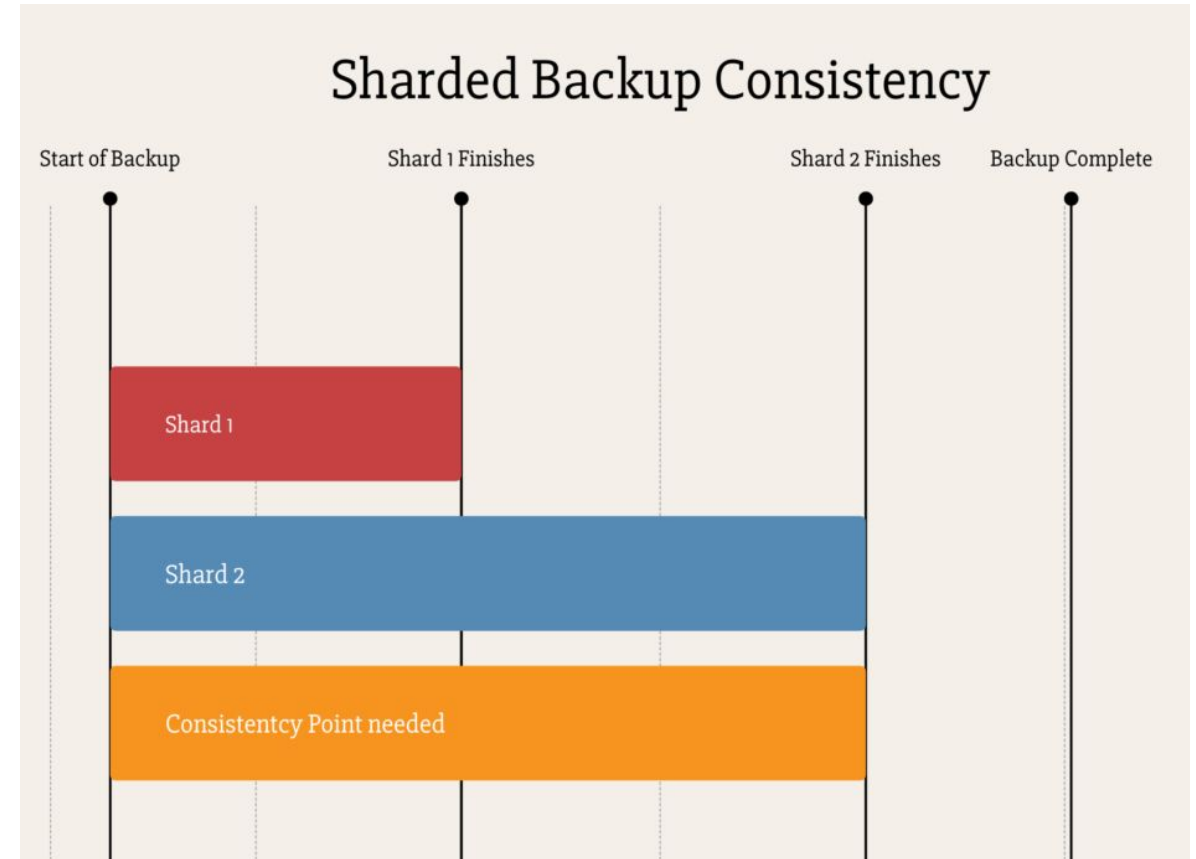 Sharded Backup Consistency
Start of Backup
Shard 1 Finishes
Shard 2 Finishes
Backup Complete
Shard 1
Shard 2
Consistentcy Point needed